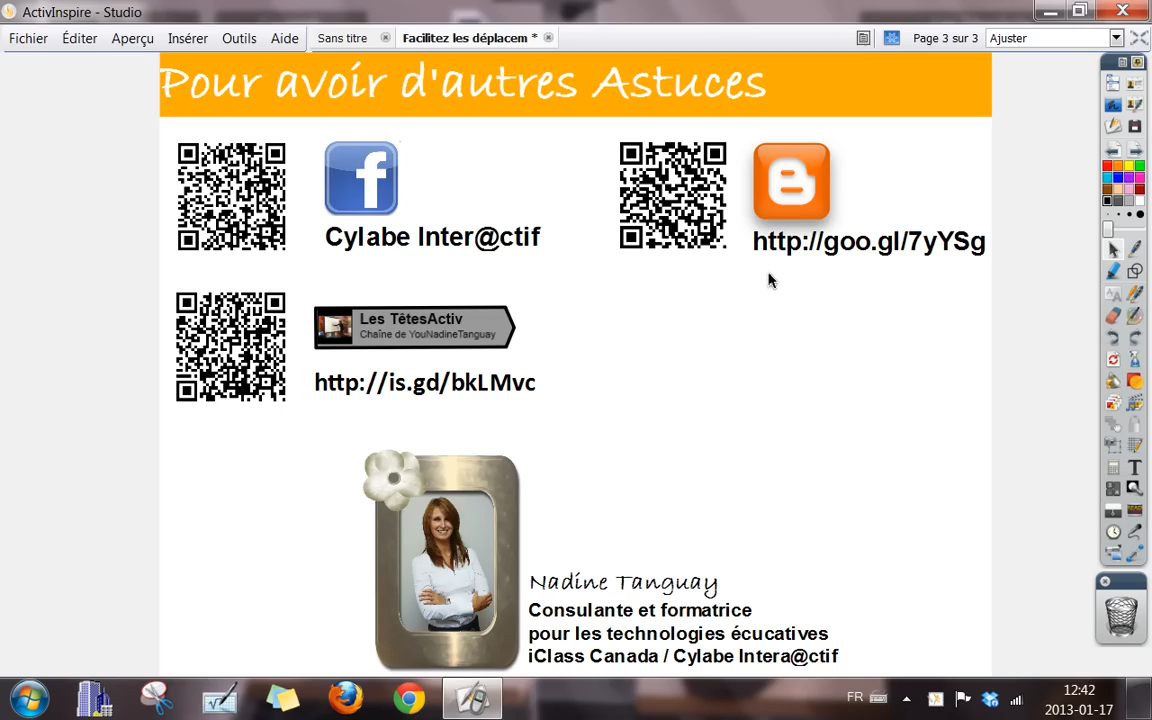 ActivInspire - Studio
Fichier Éditer Aperçu Insérer Outils Aide Sans titre Facilitez les déplacem * Page 3 sur 3 Ajuster
Pour avoir d'autres Astuces
f
Cylabe Inter@ctif
http://goo.gl/7yYSg
Les TêtesActiv
Chaîne de YouNadineTanguay
http://is.gd/bkLMvc
Nadine Tanguay
Consulante et formatrice
pour les technologies écucatives
iClass Canada / Cylabe Intera@ctif
FR
12:42
2013-01-17